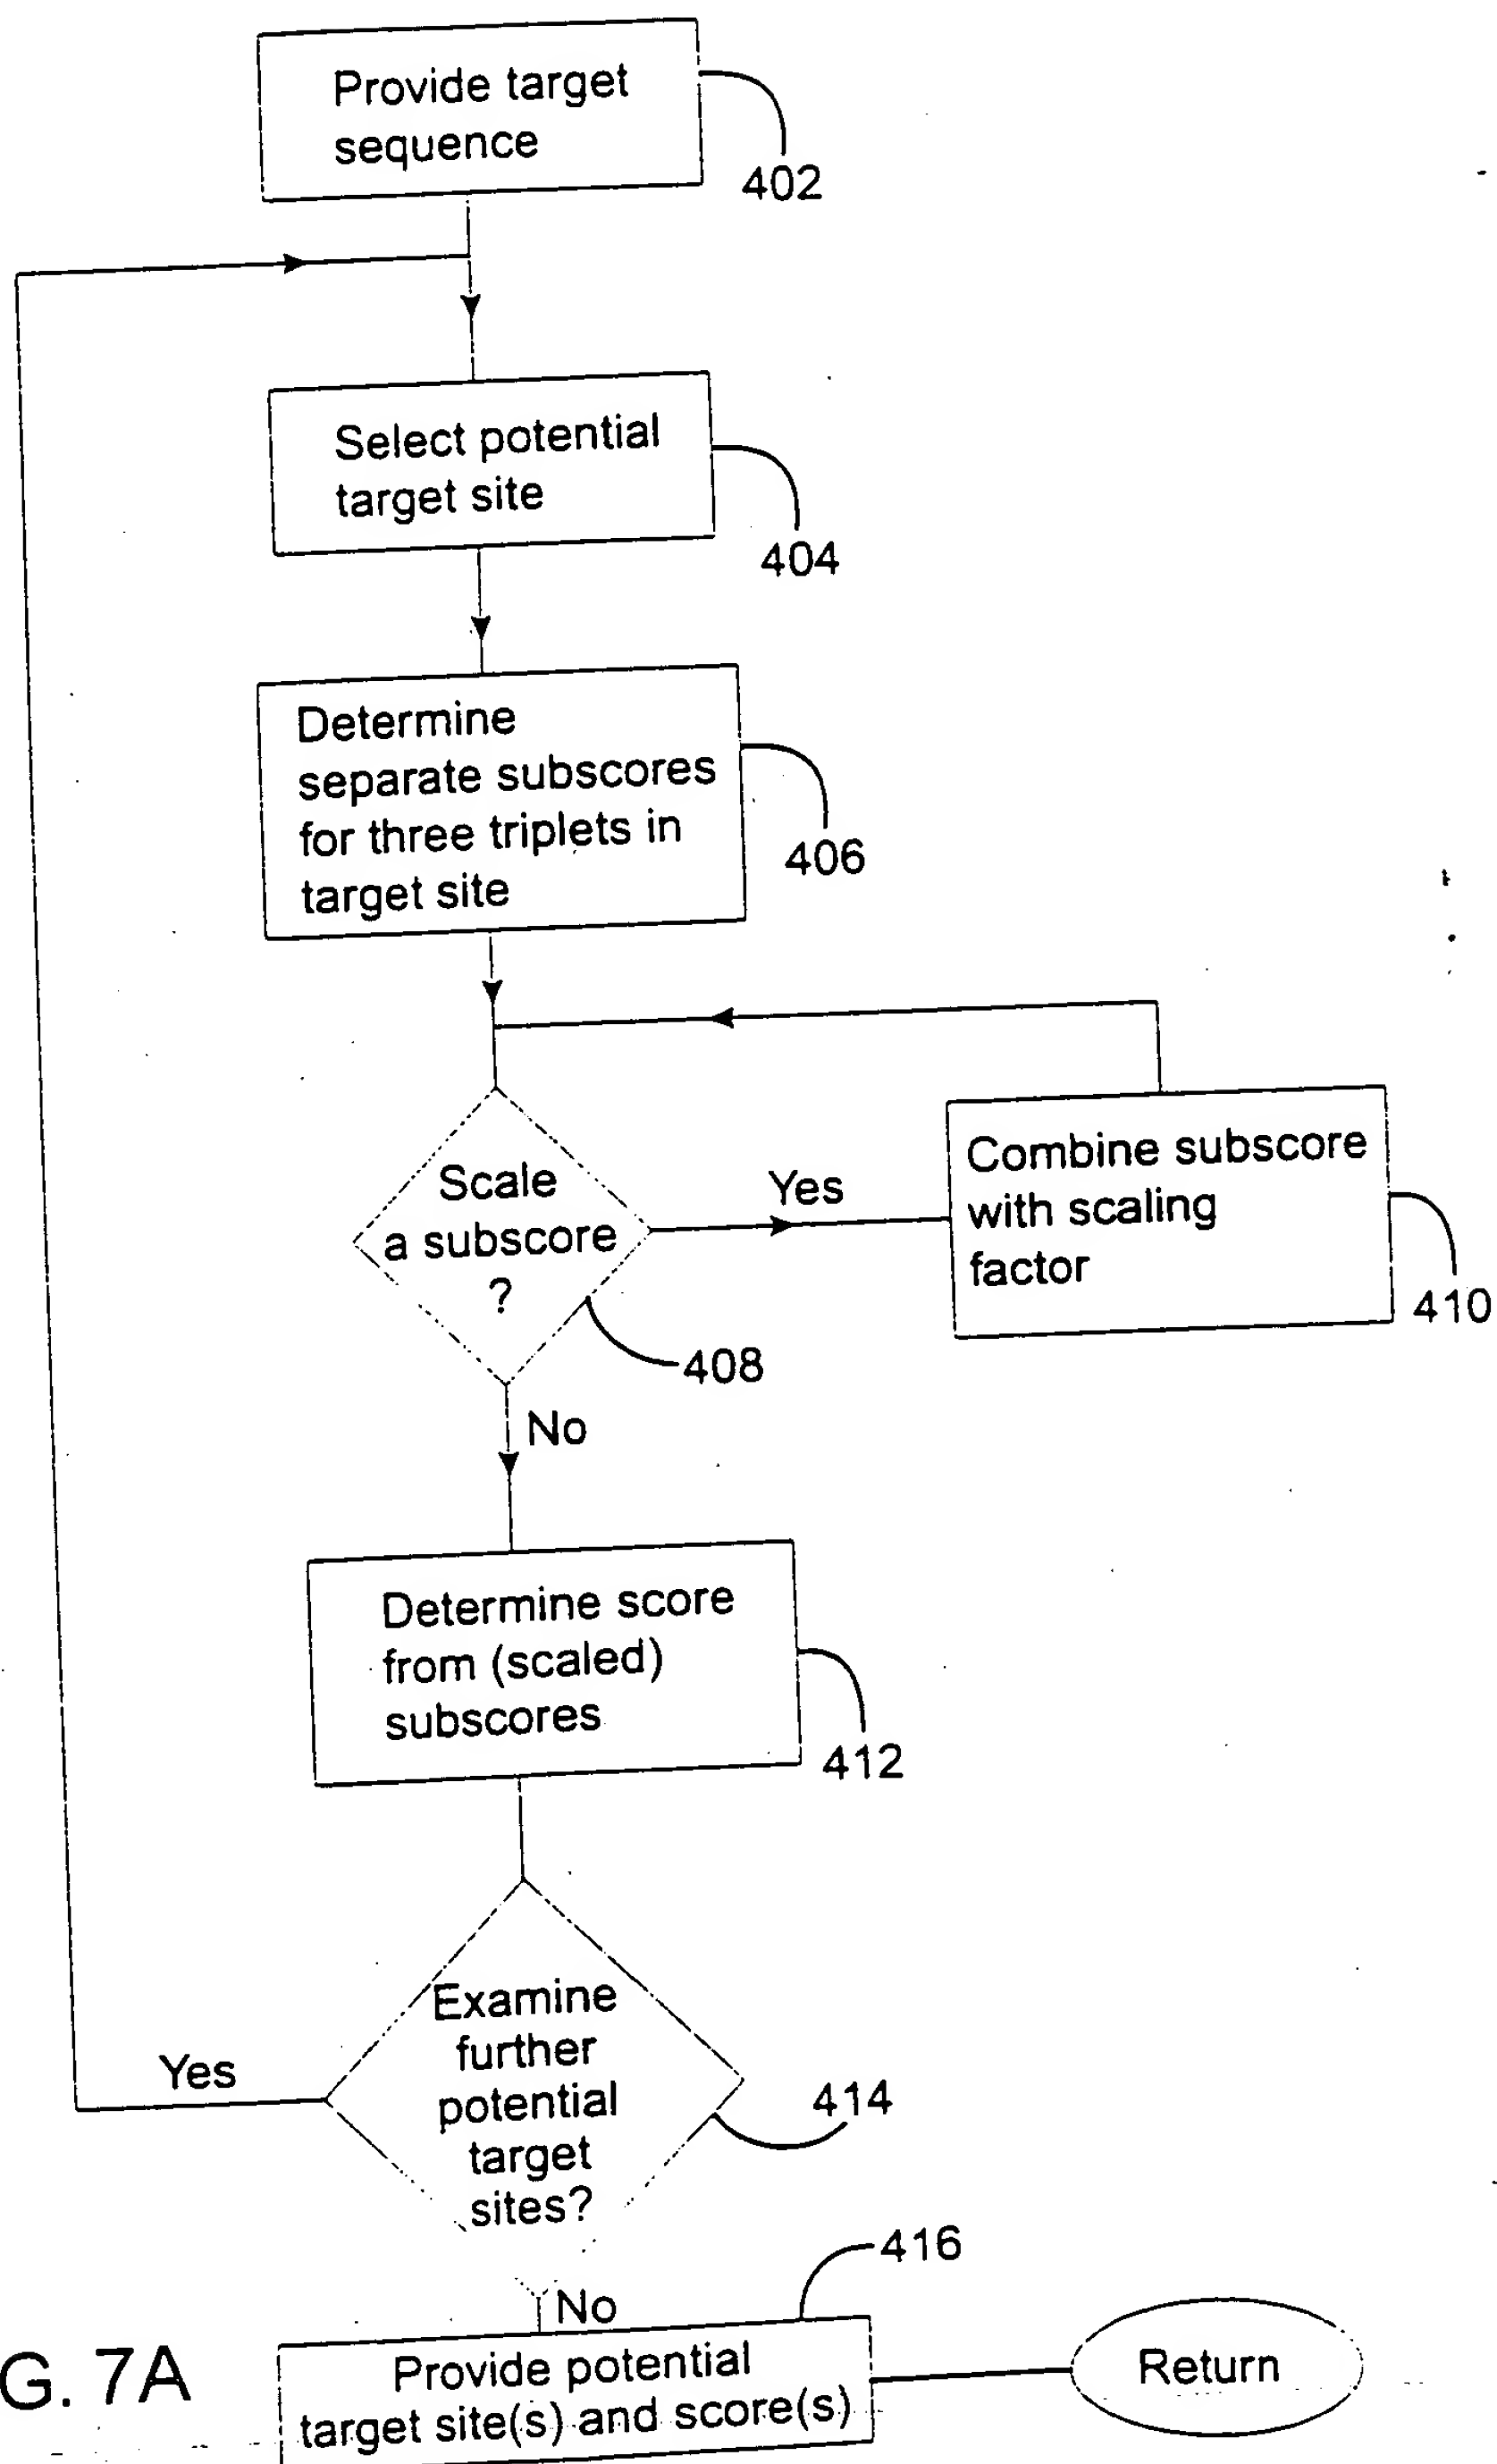 Provide target
sequence
402
Select potential
target site
404
Determine
separate subscores
for three triplets in
target site
406
Scale
a subscore
?
408
Yes
Combine subscore
with scaling
factor
410
No
Determine score
from (scaled)
subscores
412
Examine
further
potential
target
sites?
414
Yes
416
No
Provide potential
target site(s) and score(s)
Return
G. 7A